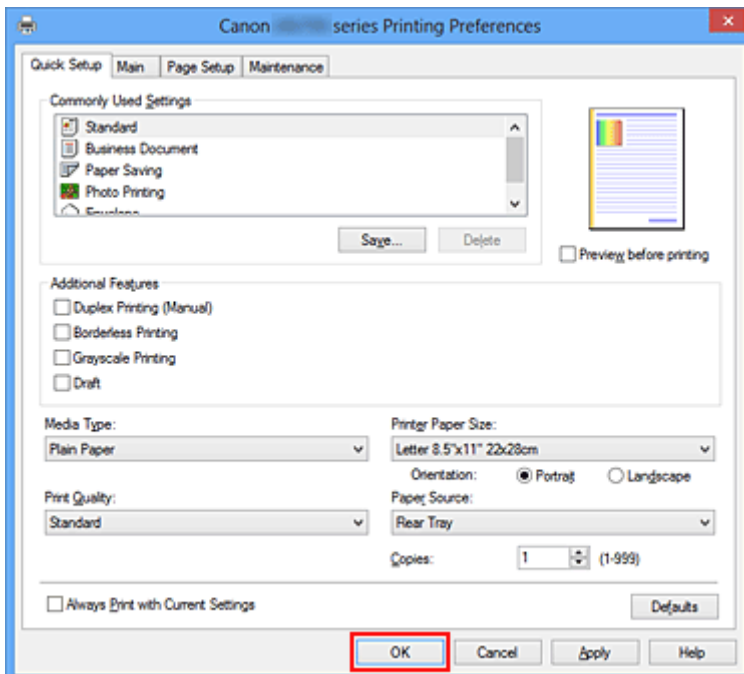 Canon series Printing Preferences
Quick Setup Main Page Setup Maintenance
Commonly Used Settings
Standard
Business Document
Paper Saving
Photo Printing
Envelope
Save... Delete
Preview before printing
Additional Features
Duplex Printing (Manual)
Borderless Printing
Grayscale Printing
Draft
Media Type: Printer Paper Size:
Plain Paper Letter 8.5"x11" 22x28cm
Orientation: Portrait Landscape
Print Quality: Paper Source:
Standard Rear Tray
Copies: 1 (1-999)
Always Print with Current Settings Defaults
OK Cancel Apply Help